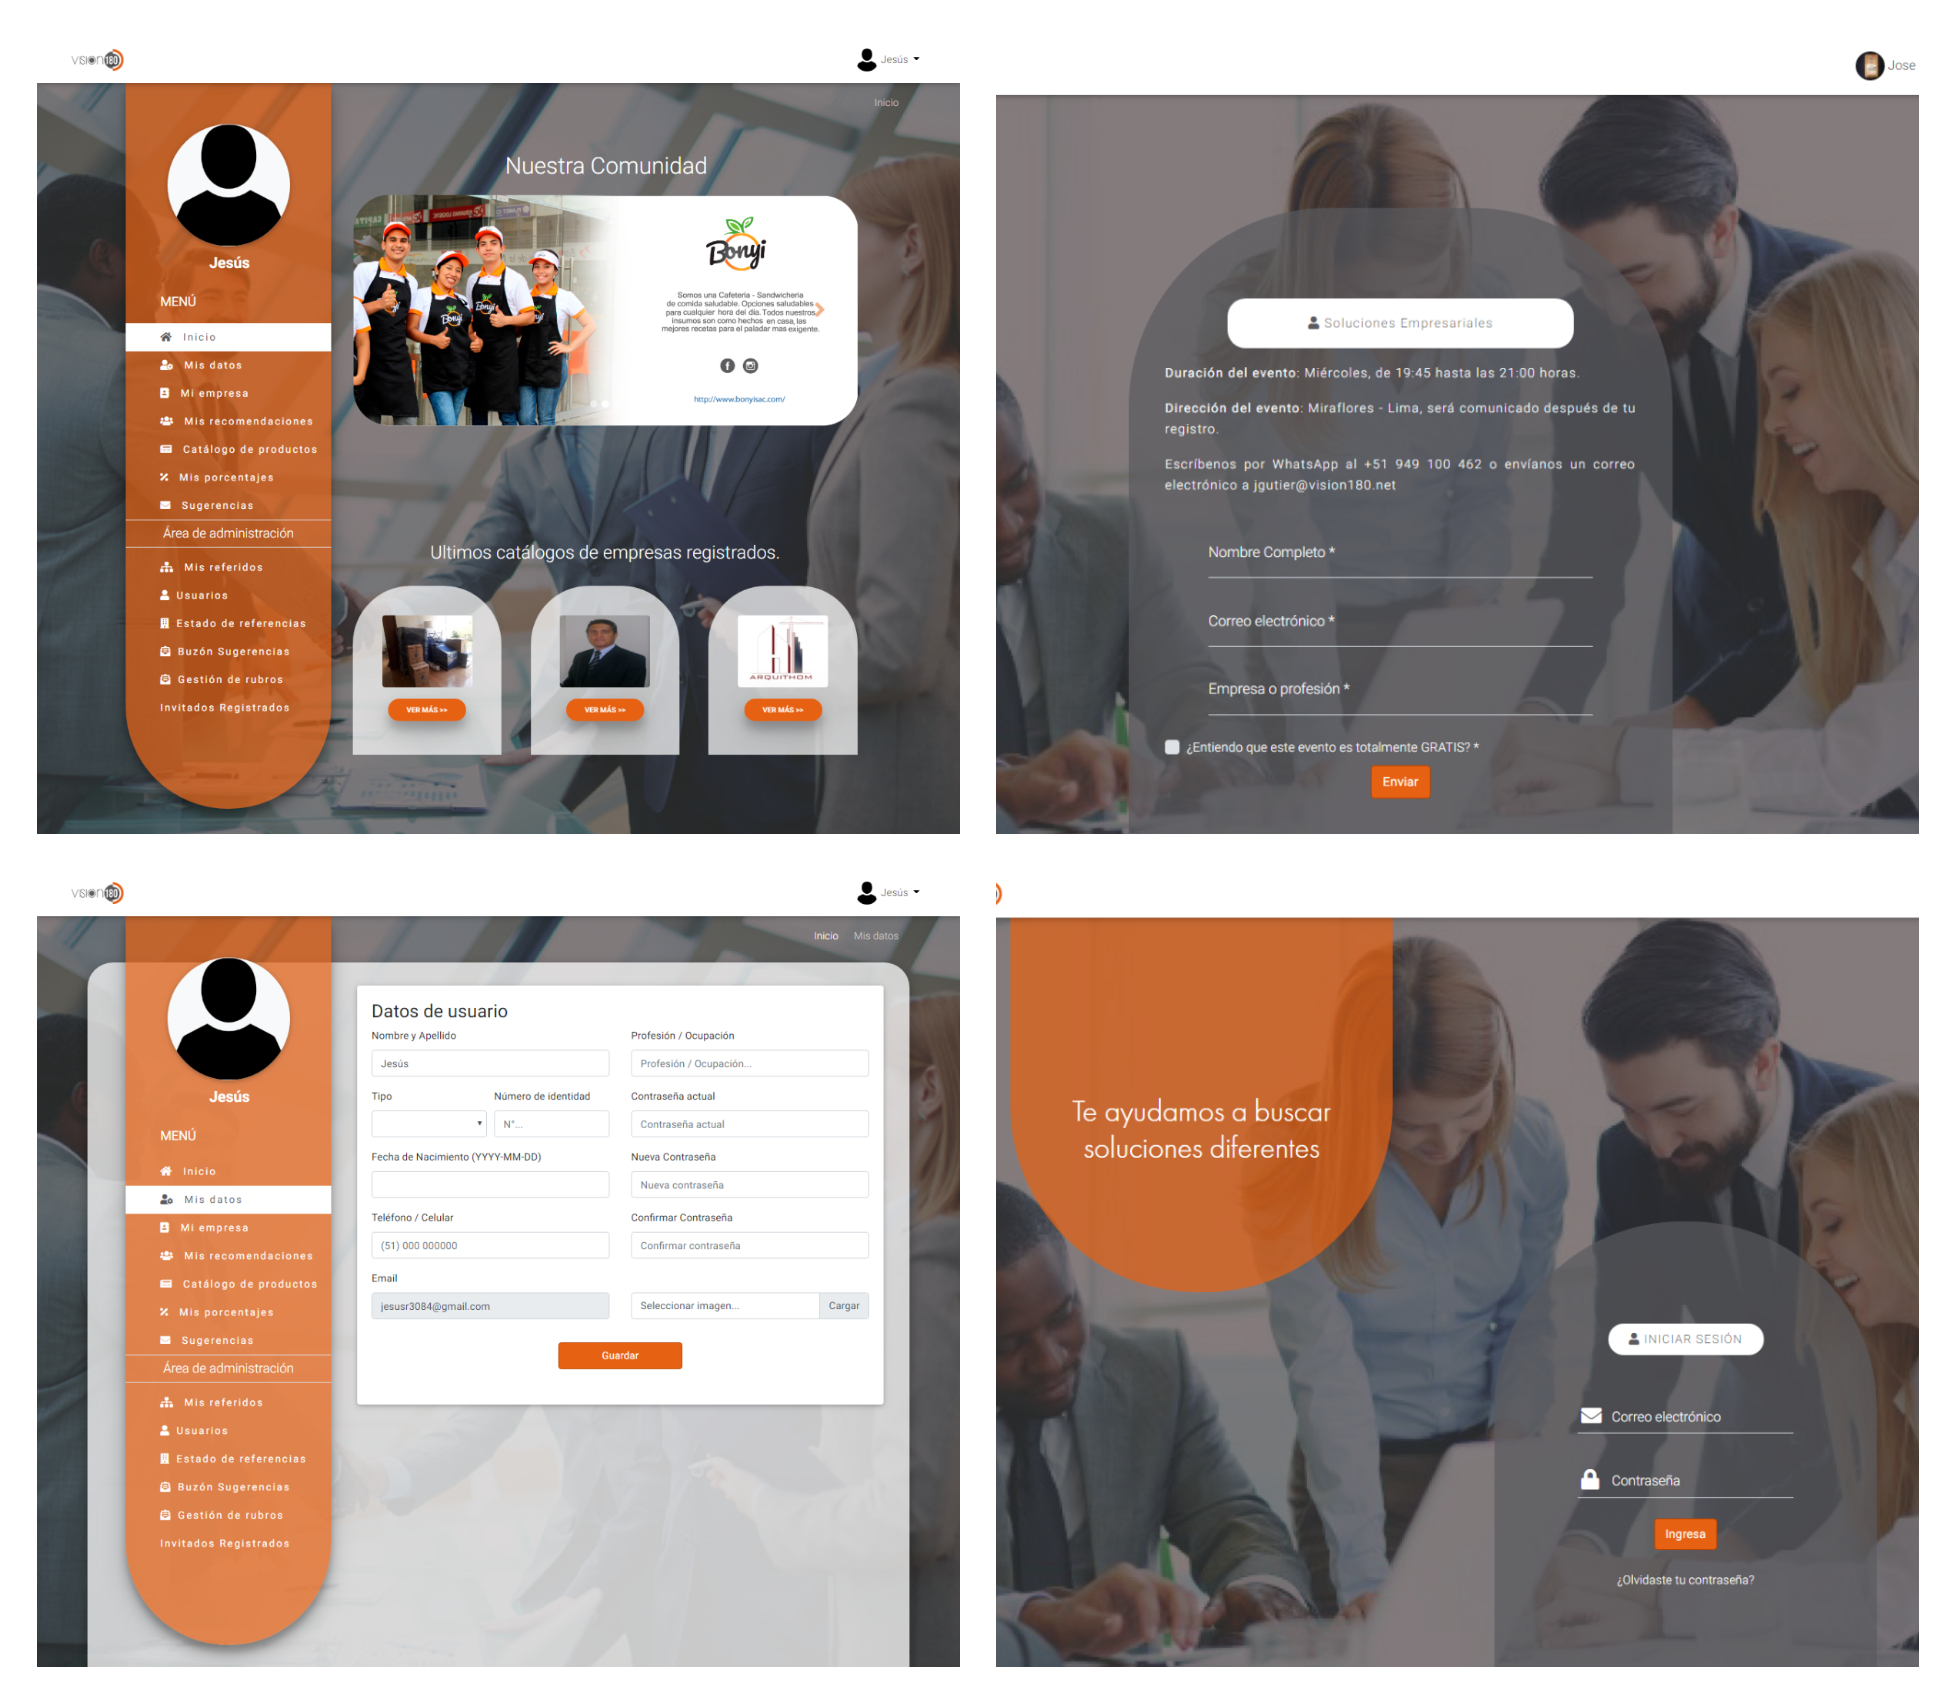 vision180
Jesús
Inicio
Jesús
MENÚ
Inicio
Mis datos
Mi empresa
Mis recomendaciones
Catálogo de productos
Mis porcentajes
Sugerencias
Área de administración
Mis referidos
Usuarios
Estado de referencias
Buzón Sugerencias
Gestión de rubros
Invitados Registrados
Nuestra Comunidad
Bonyi
Somos una Cafeteria - Sandwicheria
de comida saludable. Opciones saludables
para cualquier hora del día. Todos nuestros
insumos son como hechos en casa, las
mejores recetas para el paladar mas exigente.
http://www.bonyisac.com/
Ultimos catálogos de empresas registrados.
ARQUITHOM
VER MÁS >>
VER MÁS >>
VER MÁS >>
Jose
Soluciones Empresariales
Duración del evento: Miércoles, de 19:45 hasta las 21:00 horas.
Dirección del evento: Miraflores - Lima, será comunicado después de tu
registro.
Escríbenos por WhatsApp al +51 949 100 462 o envíanos un correo
electrónico a jgutier@vision180.net
Nombre Completo *
Correo electrónico *
Empresa o profesión *
¿Entiendo que este evento es totalmente GRATIS? *
Enviar
vision180
Jesús
Inicio Mis datos
Jesús
MENÚ
Inicio
Mis datos
Mi empresa
Mis recomendaciones
Catálogo de productos
Mis porcentajes
Sugerencias
Área de administración
Mis referidos
Usuarios
Estado de referencias
Buzón Sugerencias
Gestión de rubros
Invitados Registrados
Datos de usuario
Nombre y Apellido
Jesús
Profesión / Ocupación
Profesión / Ocupación...
Tipo
Número de identidad
N°...
Contraseña actual
Contraseña actual
Fecha de Nacimiento (YYYY-MM-DD)
Nueva Contraseña
Nueva contraseña
Teléfono / Celular
(51) 000 000000
Confirmar Contraseña
Confirmar contraseña
Email
jesusr3084@gmail.com
Seleccionar imagen... Cargar
Guardar
Te ayudamos a buscar
soluciones diferentes
INICIAR SESIÓN
Correo electrónico
Contraseña
Ingresa
¿Olvidaste tu contraseña?